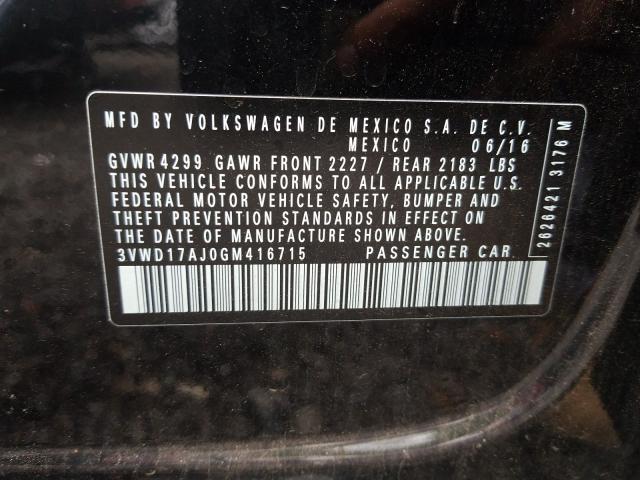 MFD BY VOLKSWAGEN DE MEXICO S.A. DE C.V.
MEXICO 06/16
GVWR 4299 GAWR FRONT 2227 / REAR 2183 LBS
THIS VEHICLE CONFORMS TO ALL APPLICABLE U.S.
FEDERAL MOTOR VEHICLE SAFETY, BUMPER AND
THEFT PREVENTION STANDARDS IN EFFECT ON
THE DATE OF MANUFACTURE SHOWN ABOVE.
3VWD17AJ0GM416715 PASSENGER CAR
2626421 3176 M